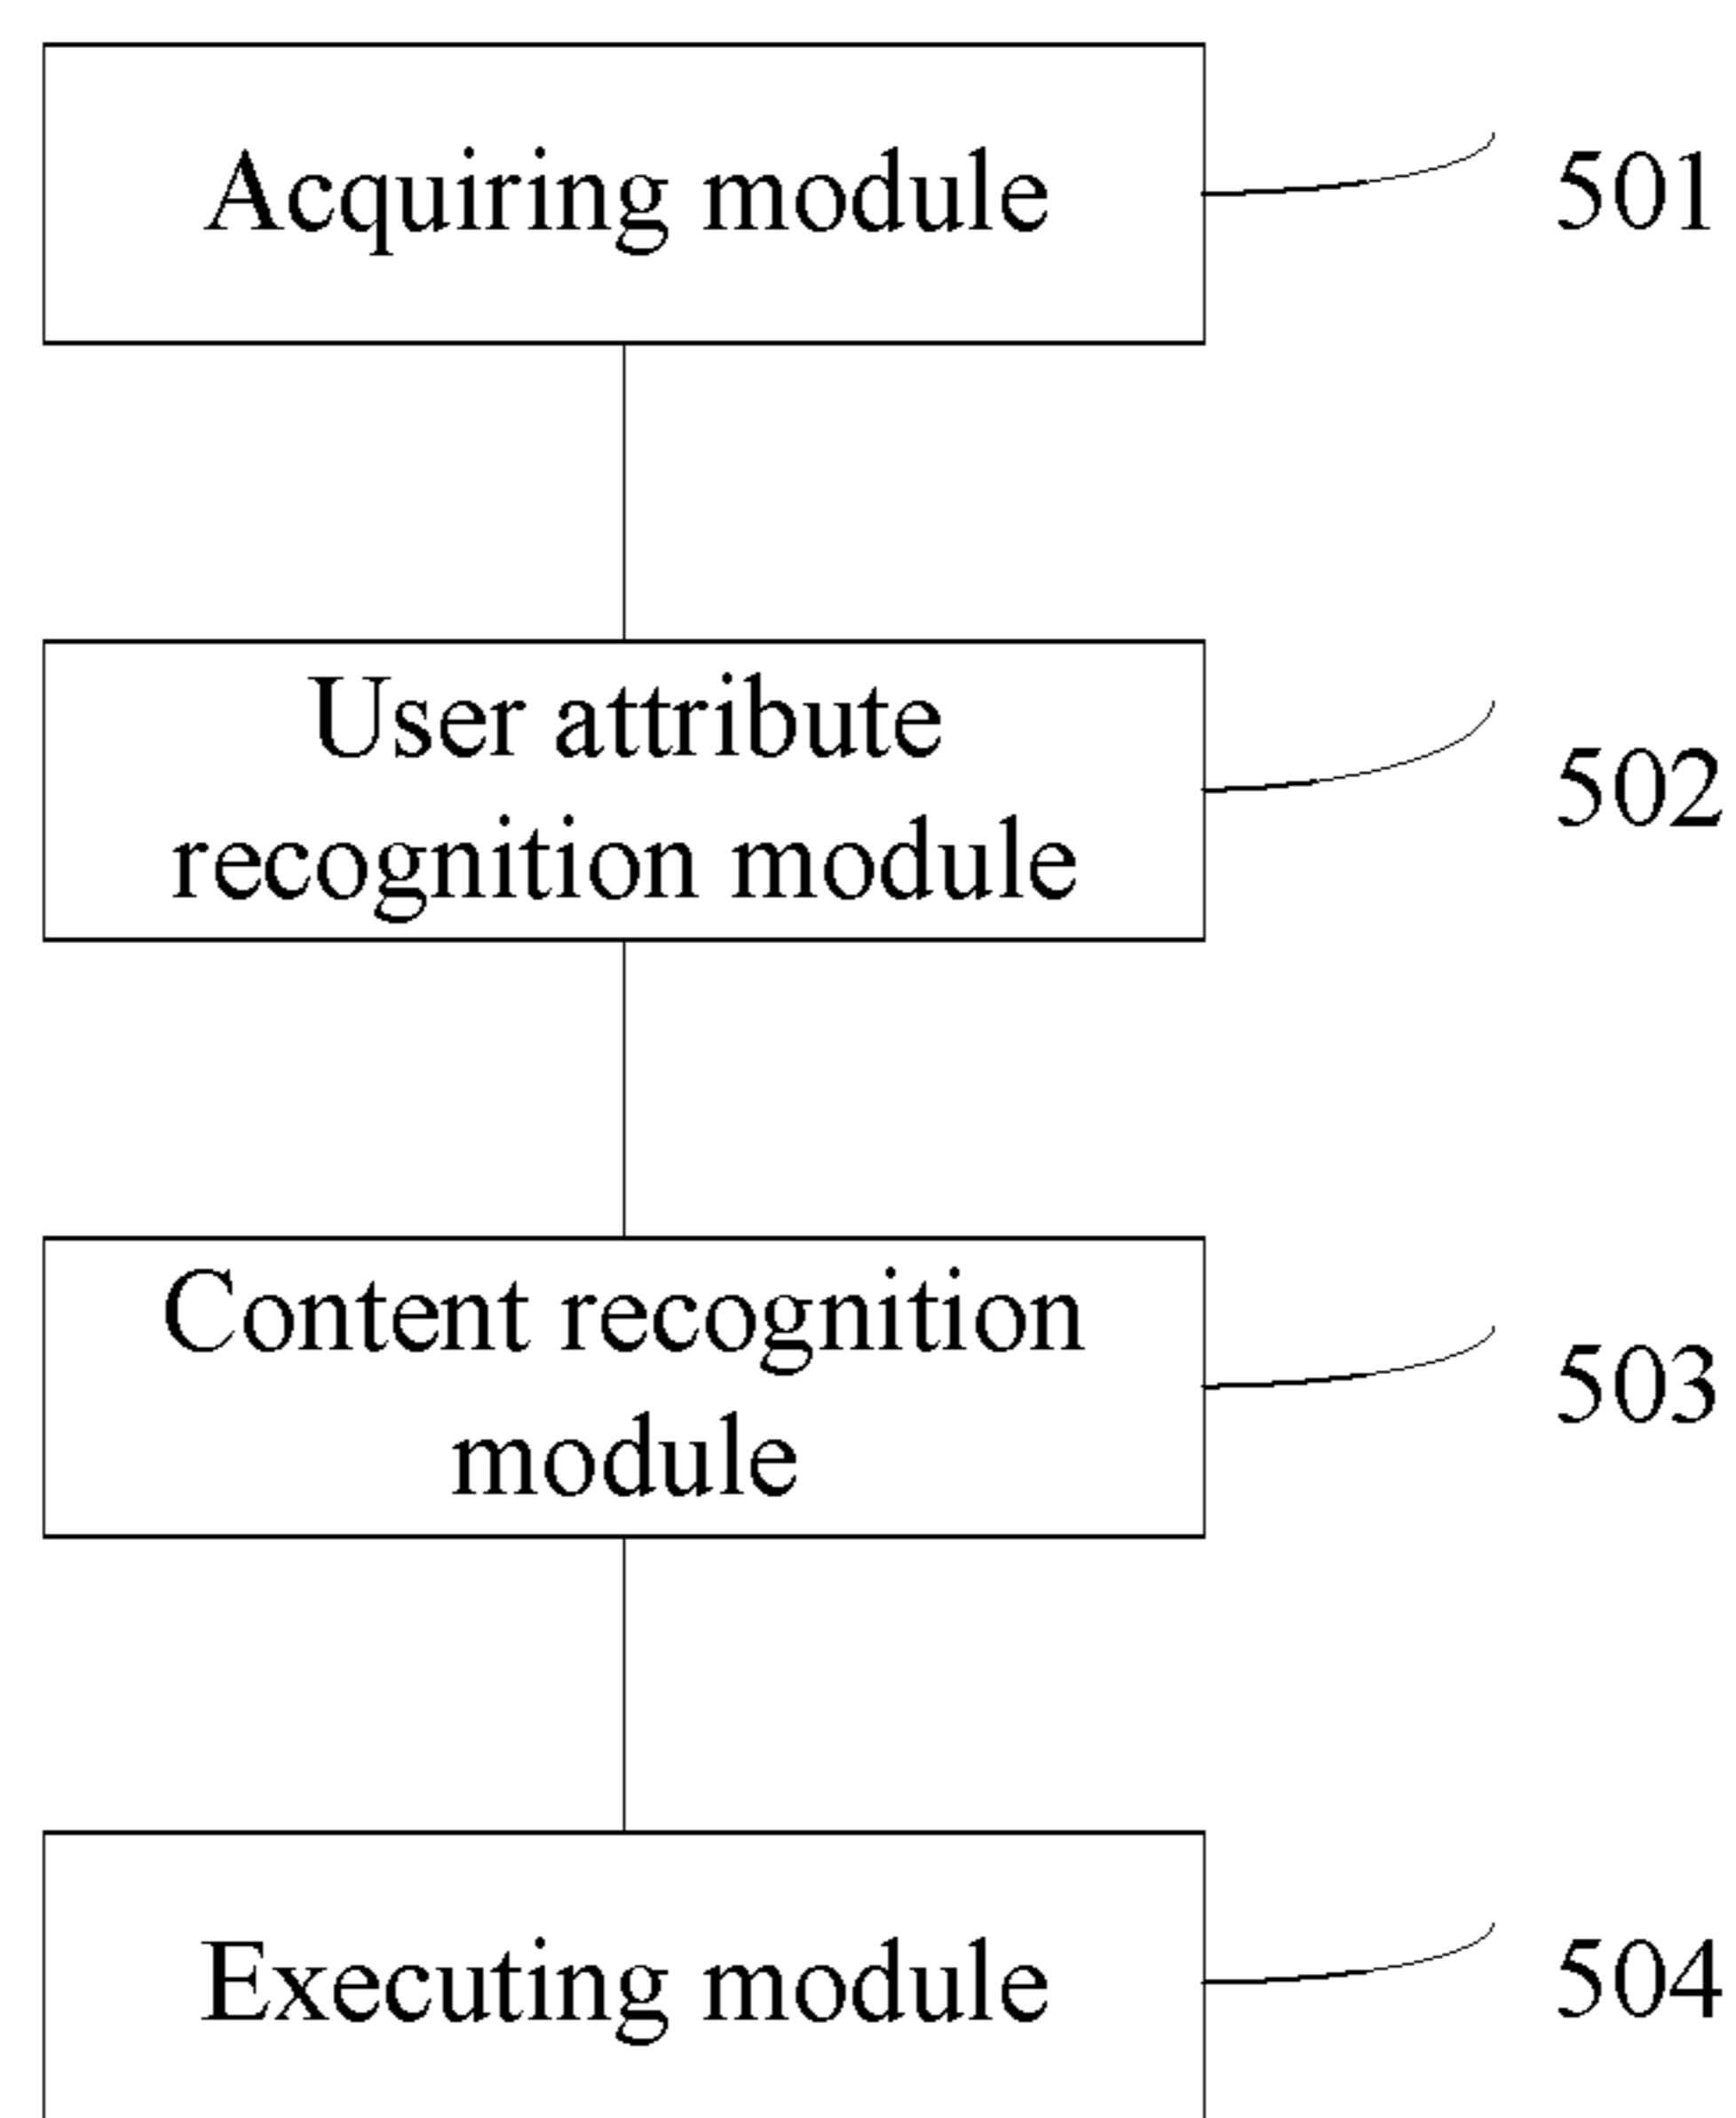 Acquiring module
501
User attribute
recognition module
502
Content recognition
module
503
Executing module
504